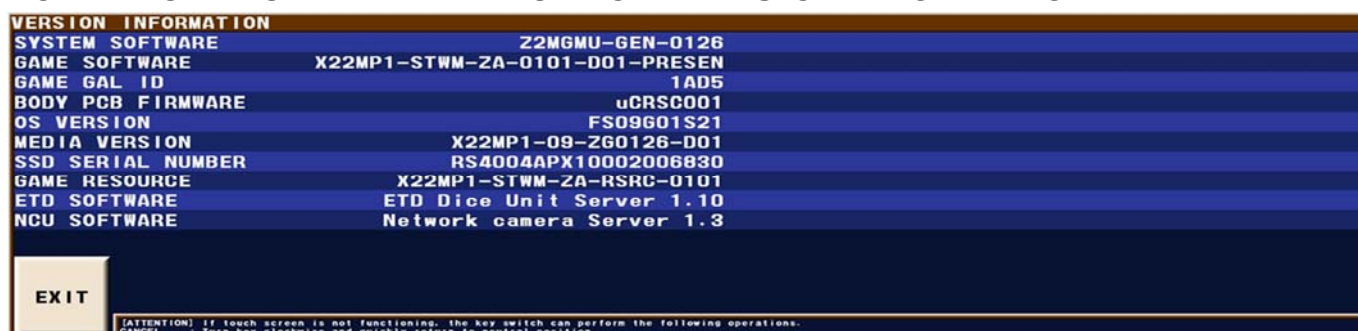 VERSION INFORMATION
SYSTEM SOFTWARE Z2MGMU-GEN-0126
GAME SOFTWARE X22MP1-STWM-ZA-0101-D01-PRESEN
GAME GAL ID 1AD5
BODY PCB FIRMWARE uCRSC001
OS VERSION FS09G01S21
MEDIA VERSION X22MP1-09-ZG0126-D01
SSD SERIAL NUMBER RS4004APX10002006830
GAME RESOURCE X22MP1-STWM-ZA-RSRC-0101
ETD SOFTWARE ETD Dice Unit Server 1.10
NCU SOFTWARE Network camera Server 1.3
EXIT
[ATTENTION] If touch screen is not functioning, the key switch can perform the following operations.